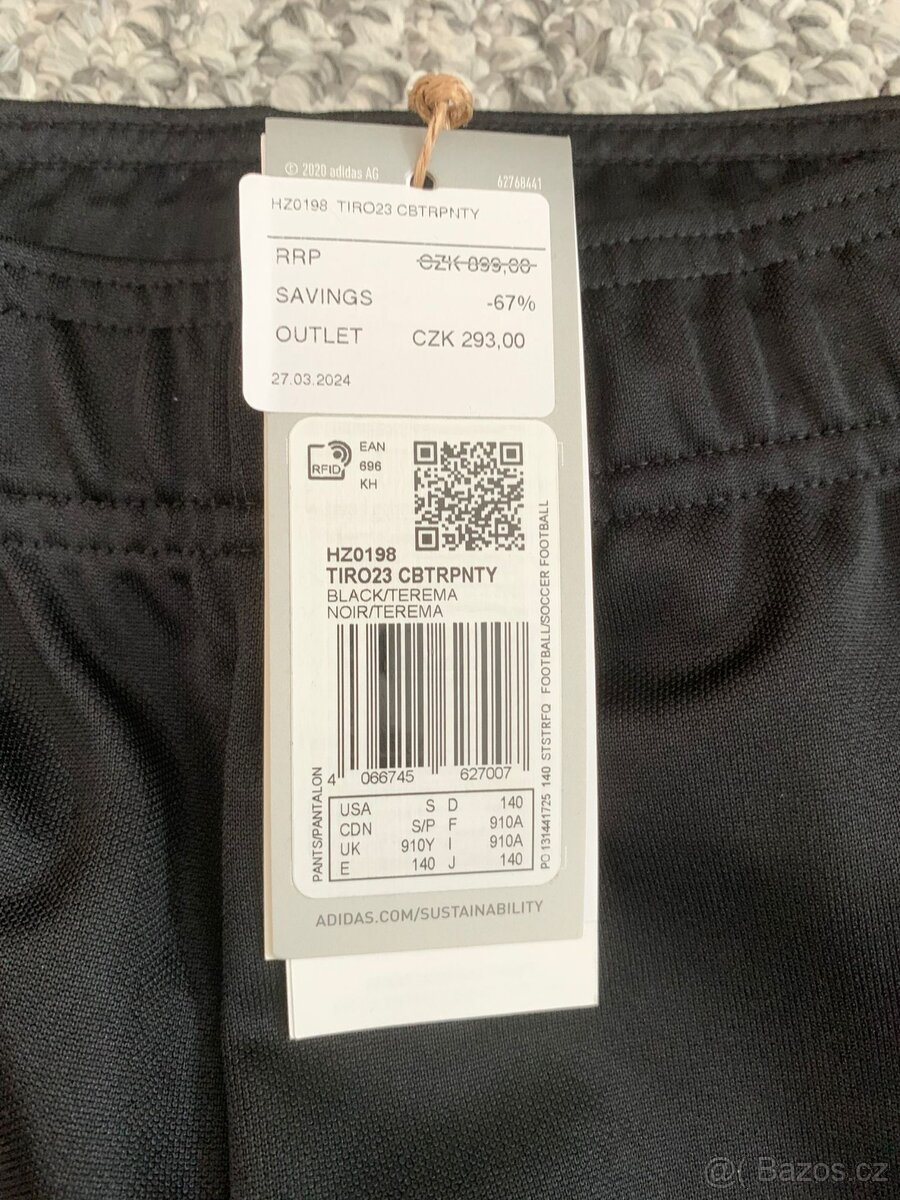 © 2020 adidas AG
62768441
HZ0198 TIRO23 CBTRPNTY
RRP CZK 899,00
SAVINGS -67%
OUTLET CZK 293,00
27.03.2024
RFID
EAN
696
KH
HZ0198
TIRO23 CBTRPNTY
BLACK/TEREMA
NOIR/TEREMA
4 066745 627007
USA S D 140
CDN S/P F 910A
UK 910Y I 910A
E 140 J 140
PANTS/PANTALON
PO 131441725 140 STSTRFQ FOOTBALL/SOCCER FOOTBALL
ADIDAS.COM/SUSTAINABILITY
@( Bazos.cz